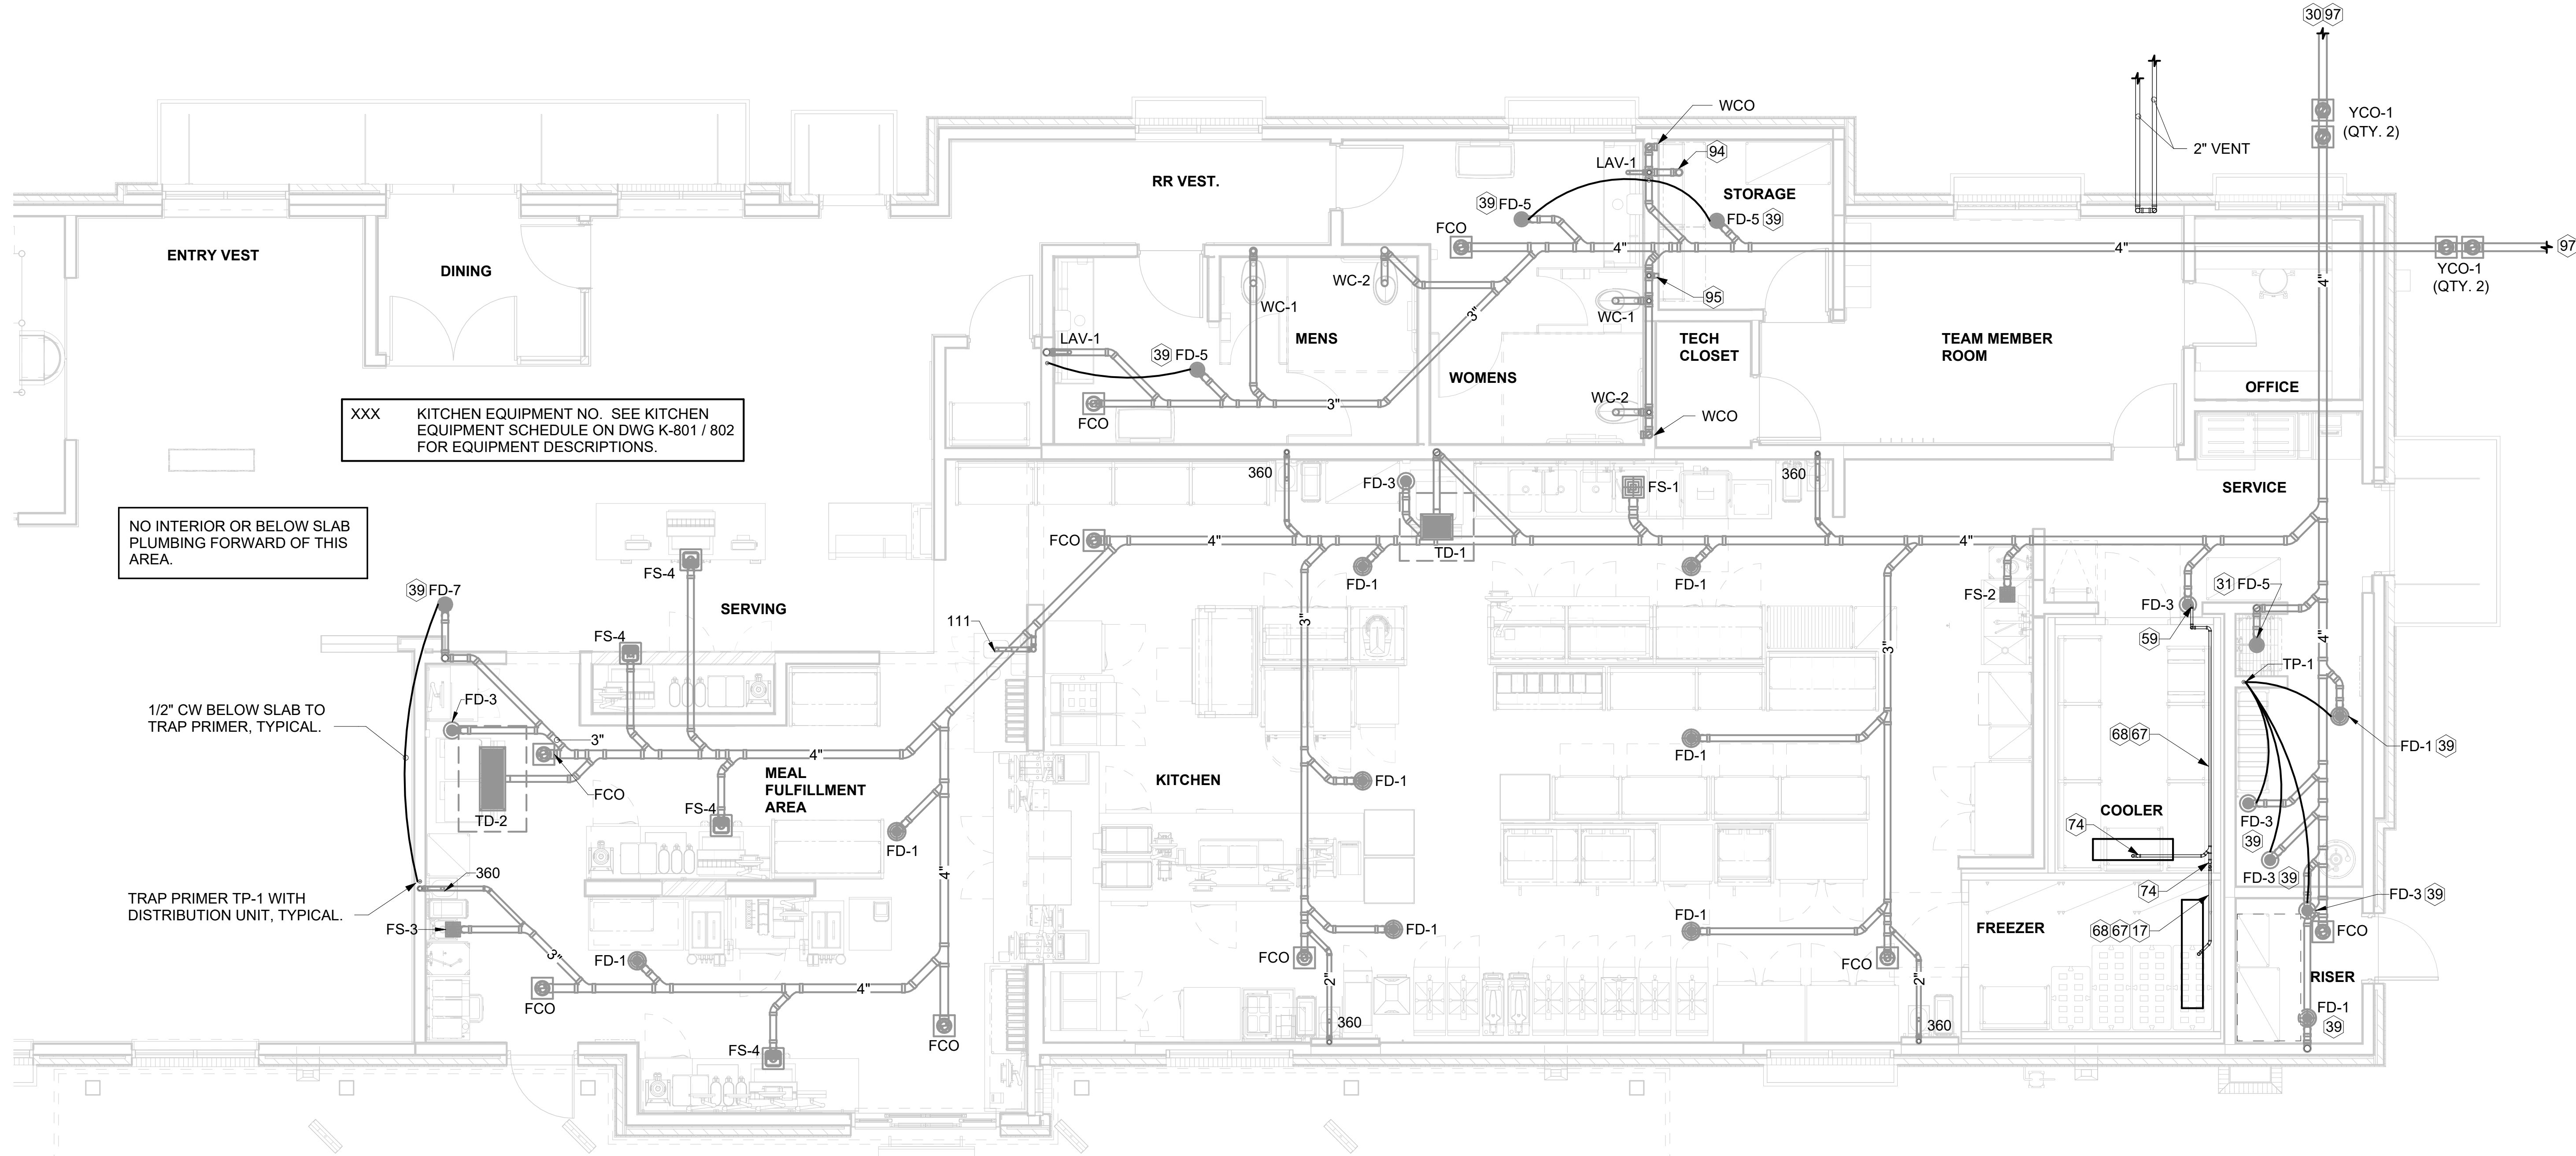 30 97
YCO-1
(QTY. 2)
2" VENT
WCO
94
LAV-1
RR VEST.
STORAGE
39 FD-5
FD-5 39
FCO
4"
4"
97
YCO-1
(QTY. 2)
ENTRY VEST
DINING
WC-2
4"
95
WC-1
WC-1
3"
MENS
LAV-1
TECH
CLOSET
TEAM MEMBER
ROOM
39 FD-5
WOMENS
OFFICE
WC-2
3"
WCO
FCO
XXX KITCHEN EQUIPMENT NO. SEE KITCHEN
EQUIPMENT SCHEDULE ON DWG K-801 / 802
FOR EQUIPMENT DESCRIPTIONS.
360
FD-3
FS-1
360
SERVICE
NO INTERIOR OR BELOW SLAB
PLUMBING FORWARD OF THIS
AREA.
FCO
4"
TD-1
4"
FS-4
FD-1
FD-1
39 FD-7
31 FD-5
FS-2
FD-3
SERVING
111
3"
59
4"
FS-4
3"
TP-1
FD-3
1/2" CW BELOW SLAB TO
TRAP PRIMER, TYPICAL.
3"
4"
68 67
FD-1 39
FD-1
MEAL
FULFILLMENT
AREA
KITCHEN
FD-1
FCO
FS-4
TD-2
COOLER
74
FD-3
39
FD-1
4"
360
FD-3 39
74
FD-3 39
TRAP PRIMER TP-1 WITH
DISTRIBUTION UNIT, TYPICAL.
FS-3
FD-1
FD-1
FREEZER
68 67 17
FCO
3"
FD-1
FCO
FCO
RISER
2"
2"
4"
FCO
FD-1
39
360
360
FCO
FS-4